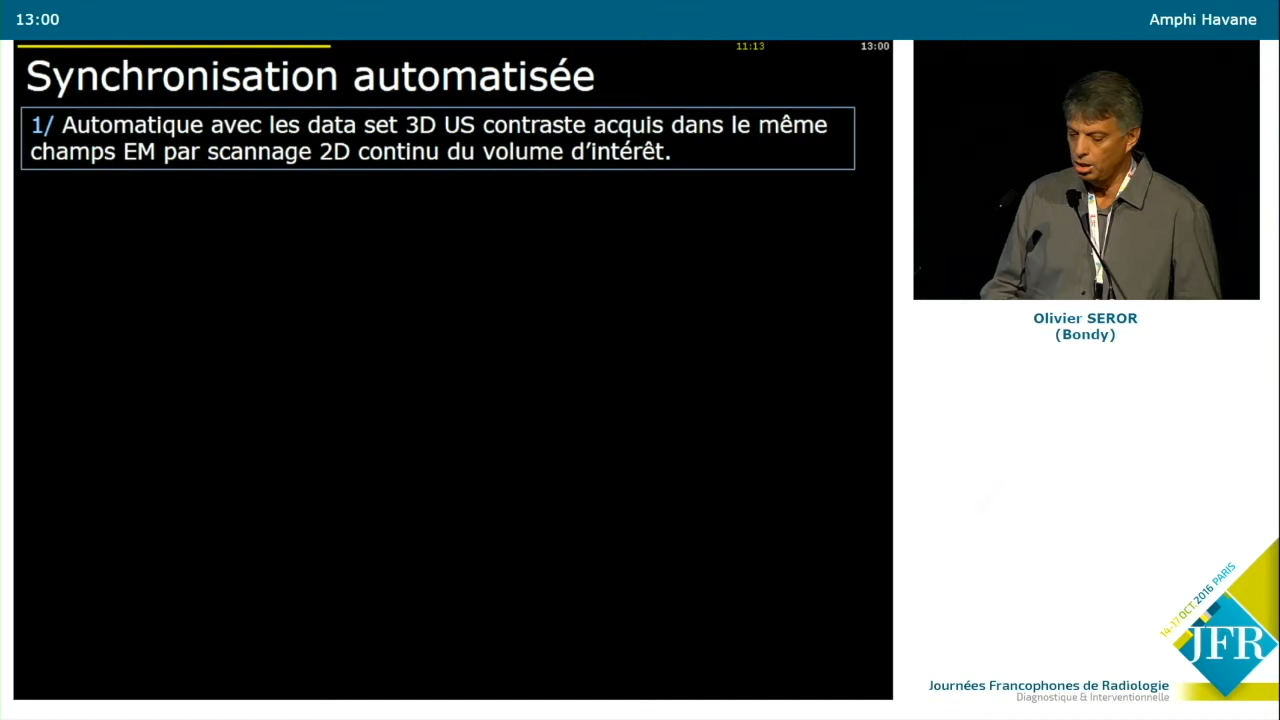 13:00
Amphi Havane
11:13
13:00
Synchronisation automatisée
1/ Automatique avec les data set 3D US contraste acquis dans le même
champs EM par scannage 2D continu du volume d'intérêt.
Olivier SEROR
(Bondy)
14-17 OCT. 2016 PARIS
JFR
Journées Francophones de Radiologie
Diagnostique & Interventionnelle